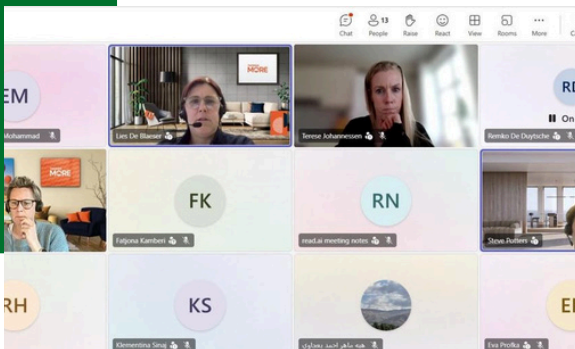 13
Chat People Raise React View Rooms More
EM
Mohammad
MORE
Lies De Blaeser
Terese Johannessen
RD
On
Remko De Duytsche
MORE
FK
Fatjona Kamberi
RN
read.ai meeting notes
Steve Putters
RH
KS
Klementina Sinaj
هبه ماهر احمد بعجاوي
Eva Profka